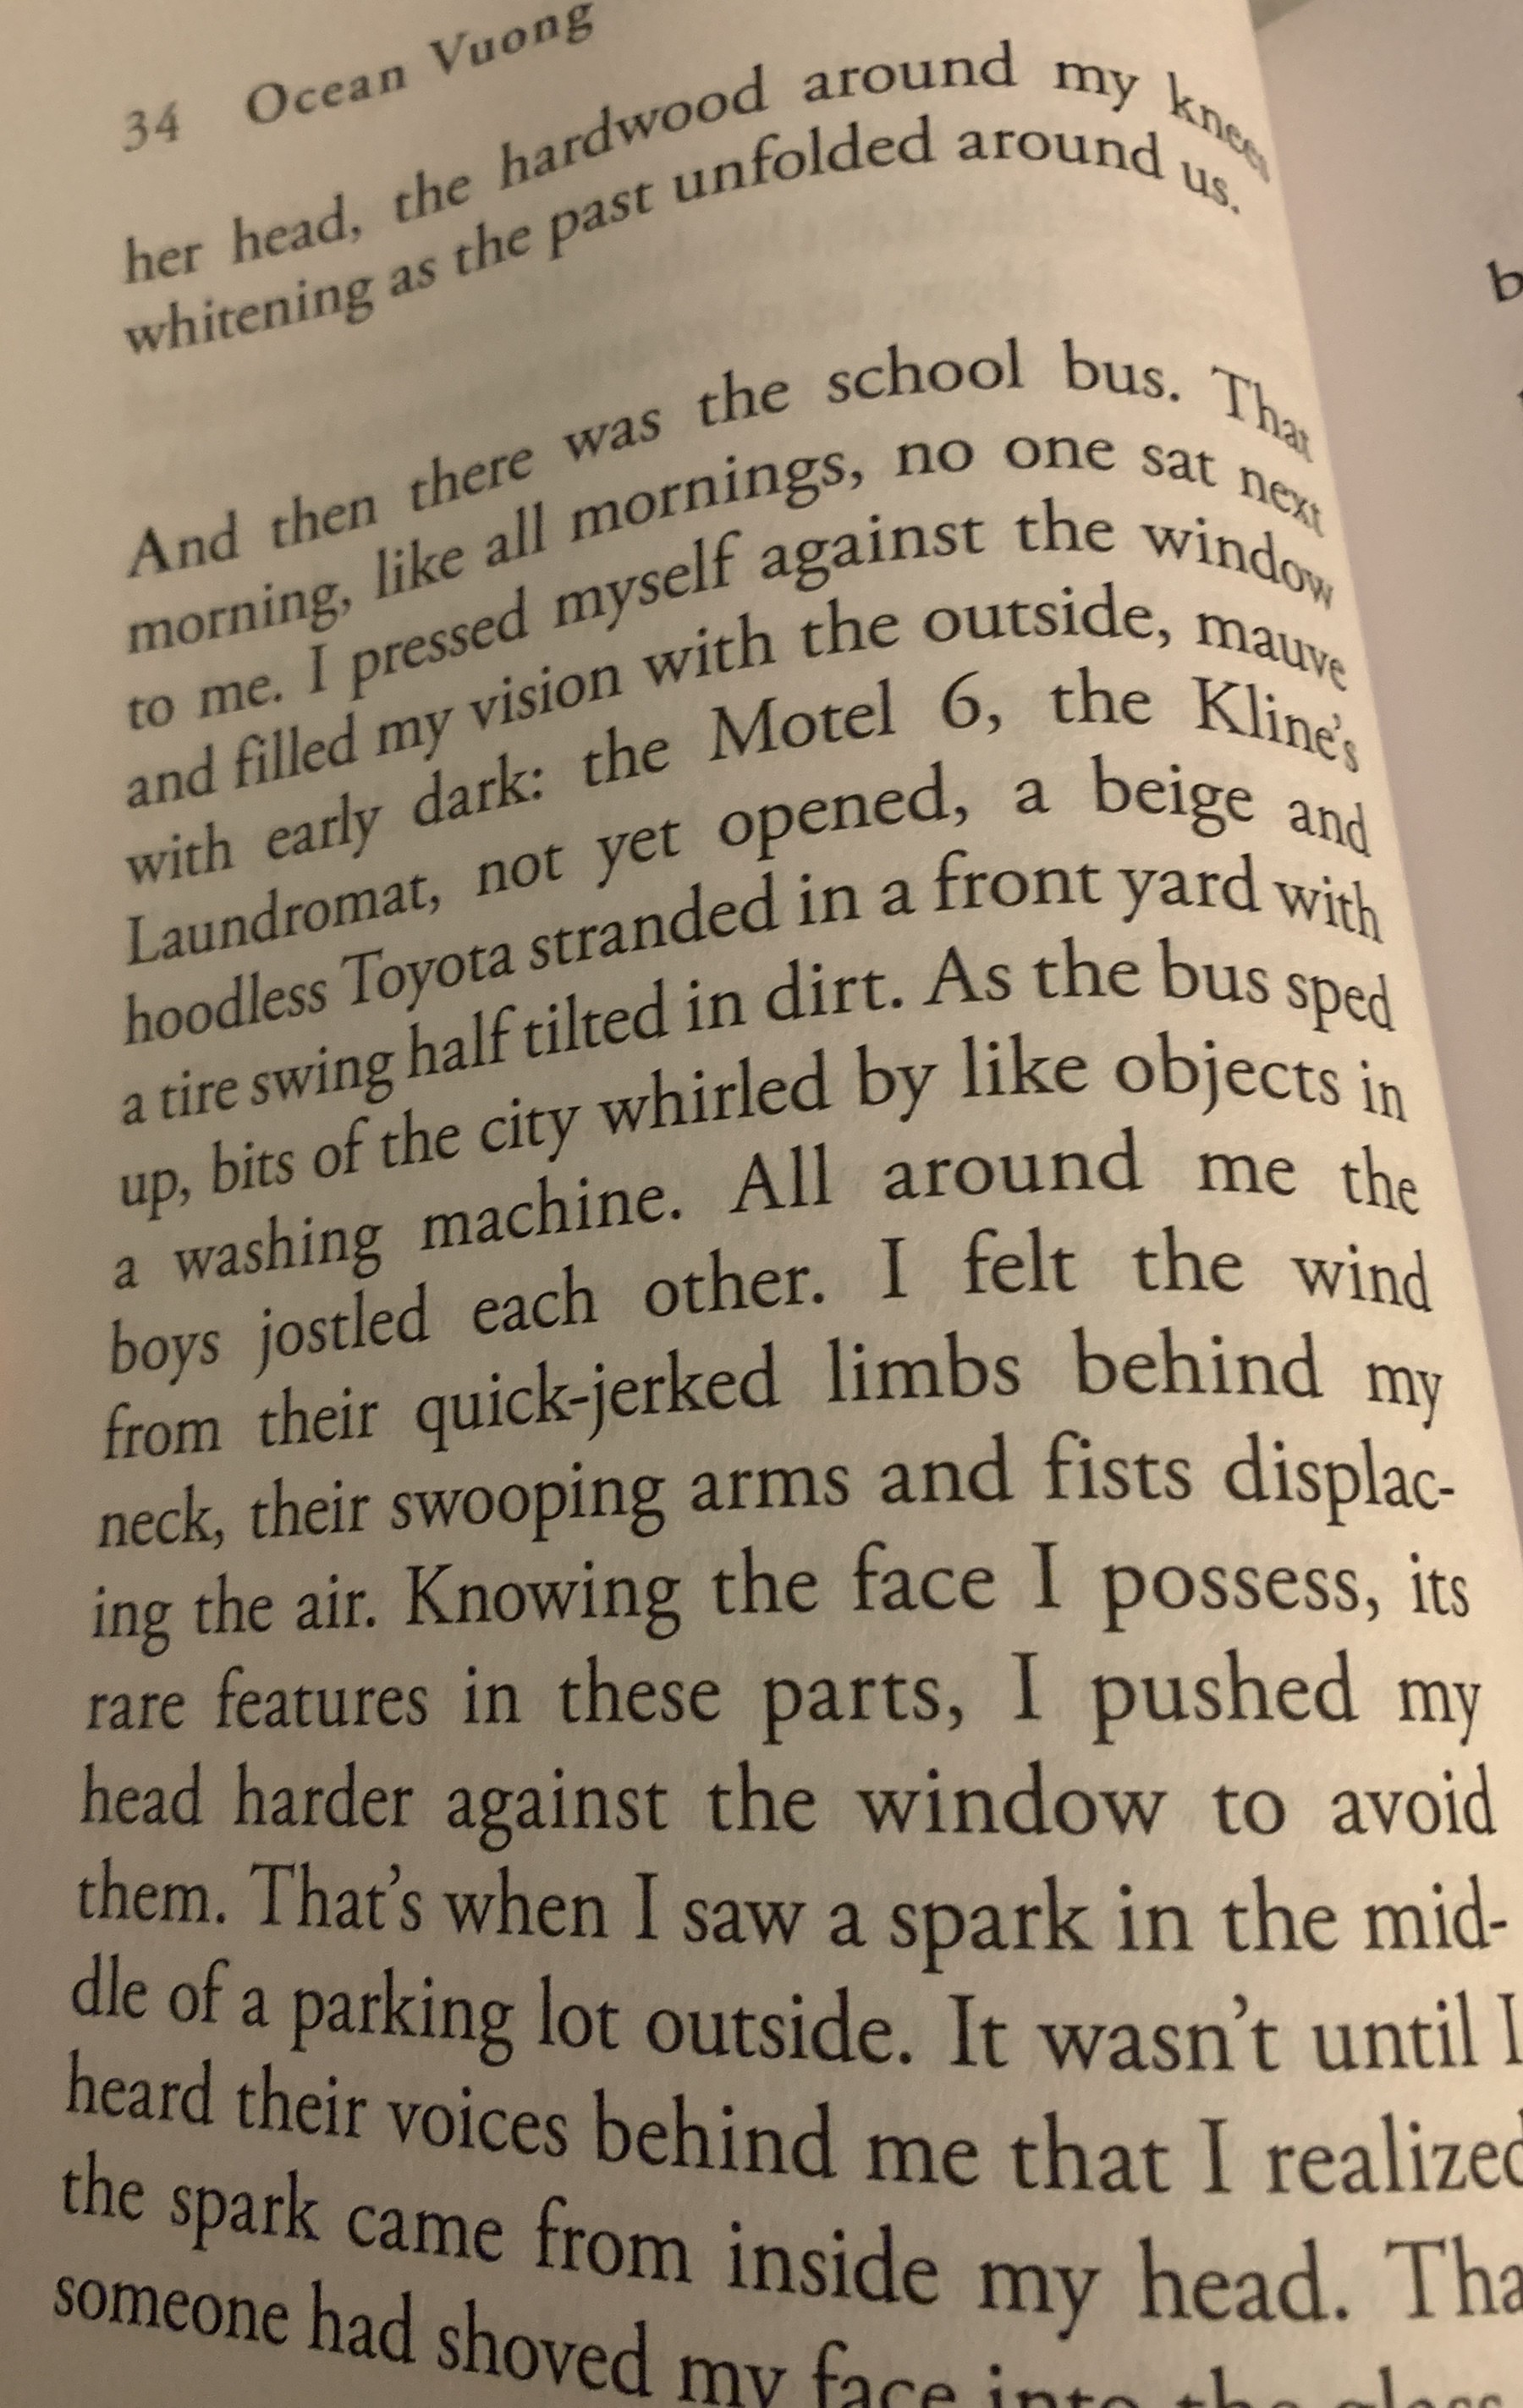 34 Ocean Vuong
her head, the hardwood around my knees
whitening as the past unfolded around us.
And then there was the school bus. That
morning, like all mornings, no one sat next
to me. I pressed myself against the window
and filled my vision with the outside, mauve
with early dark: the Motel 6, the Kline's
Laundromat, not yet opened, a beige and
hoodless Toyota stranded in a front yard with
a tire swing half tilted in dirt. As the bus sped
up, bits of the city whirled by like objects in
a washing machine. All around me the
boys jostled each other. I felt the wind
from their quick-jerked limbs behind my
neck, their swooping arms and fists displac-
ing the air. Knowing the face I possess, its
rare features in these parts, I pushed my
head harder against the window to avoid
them. That's when I saw a spark in the mid-
dle of a parking lot outside. It wasn't until I
heard their voices behind me that I realized
the spark came from inside my head. Tha
someone had shoved my face into the glass
b